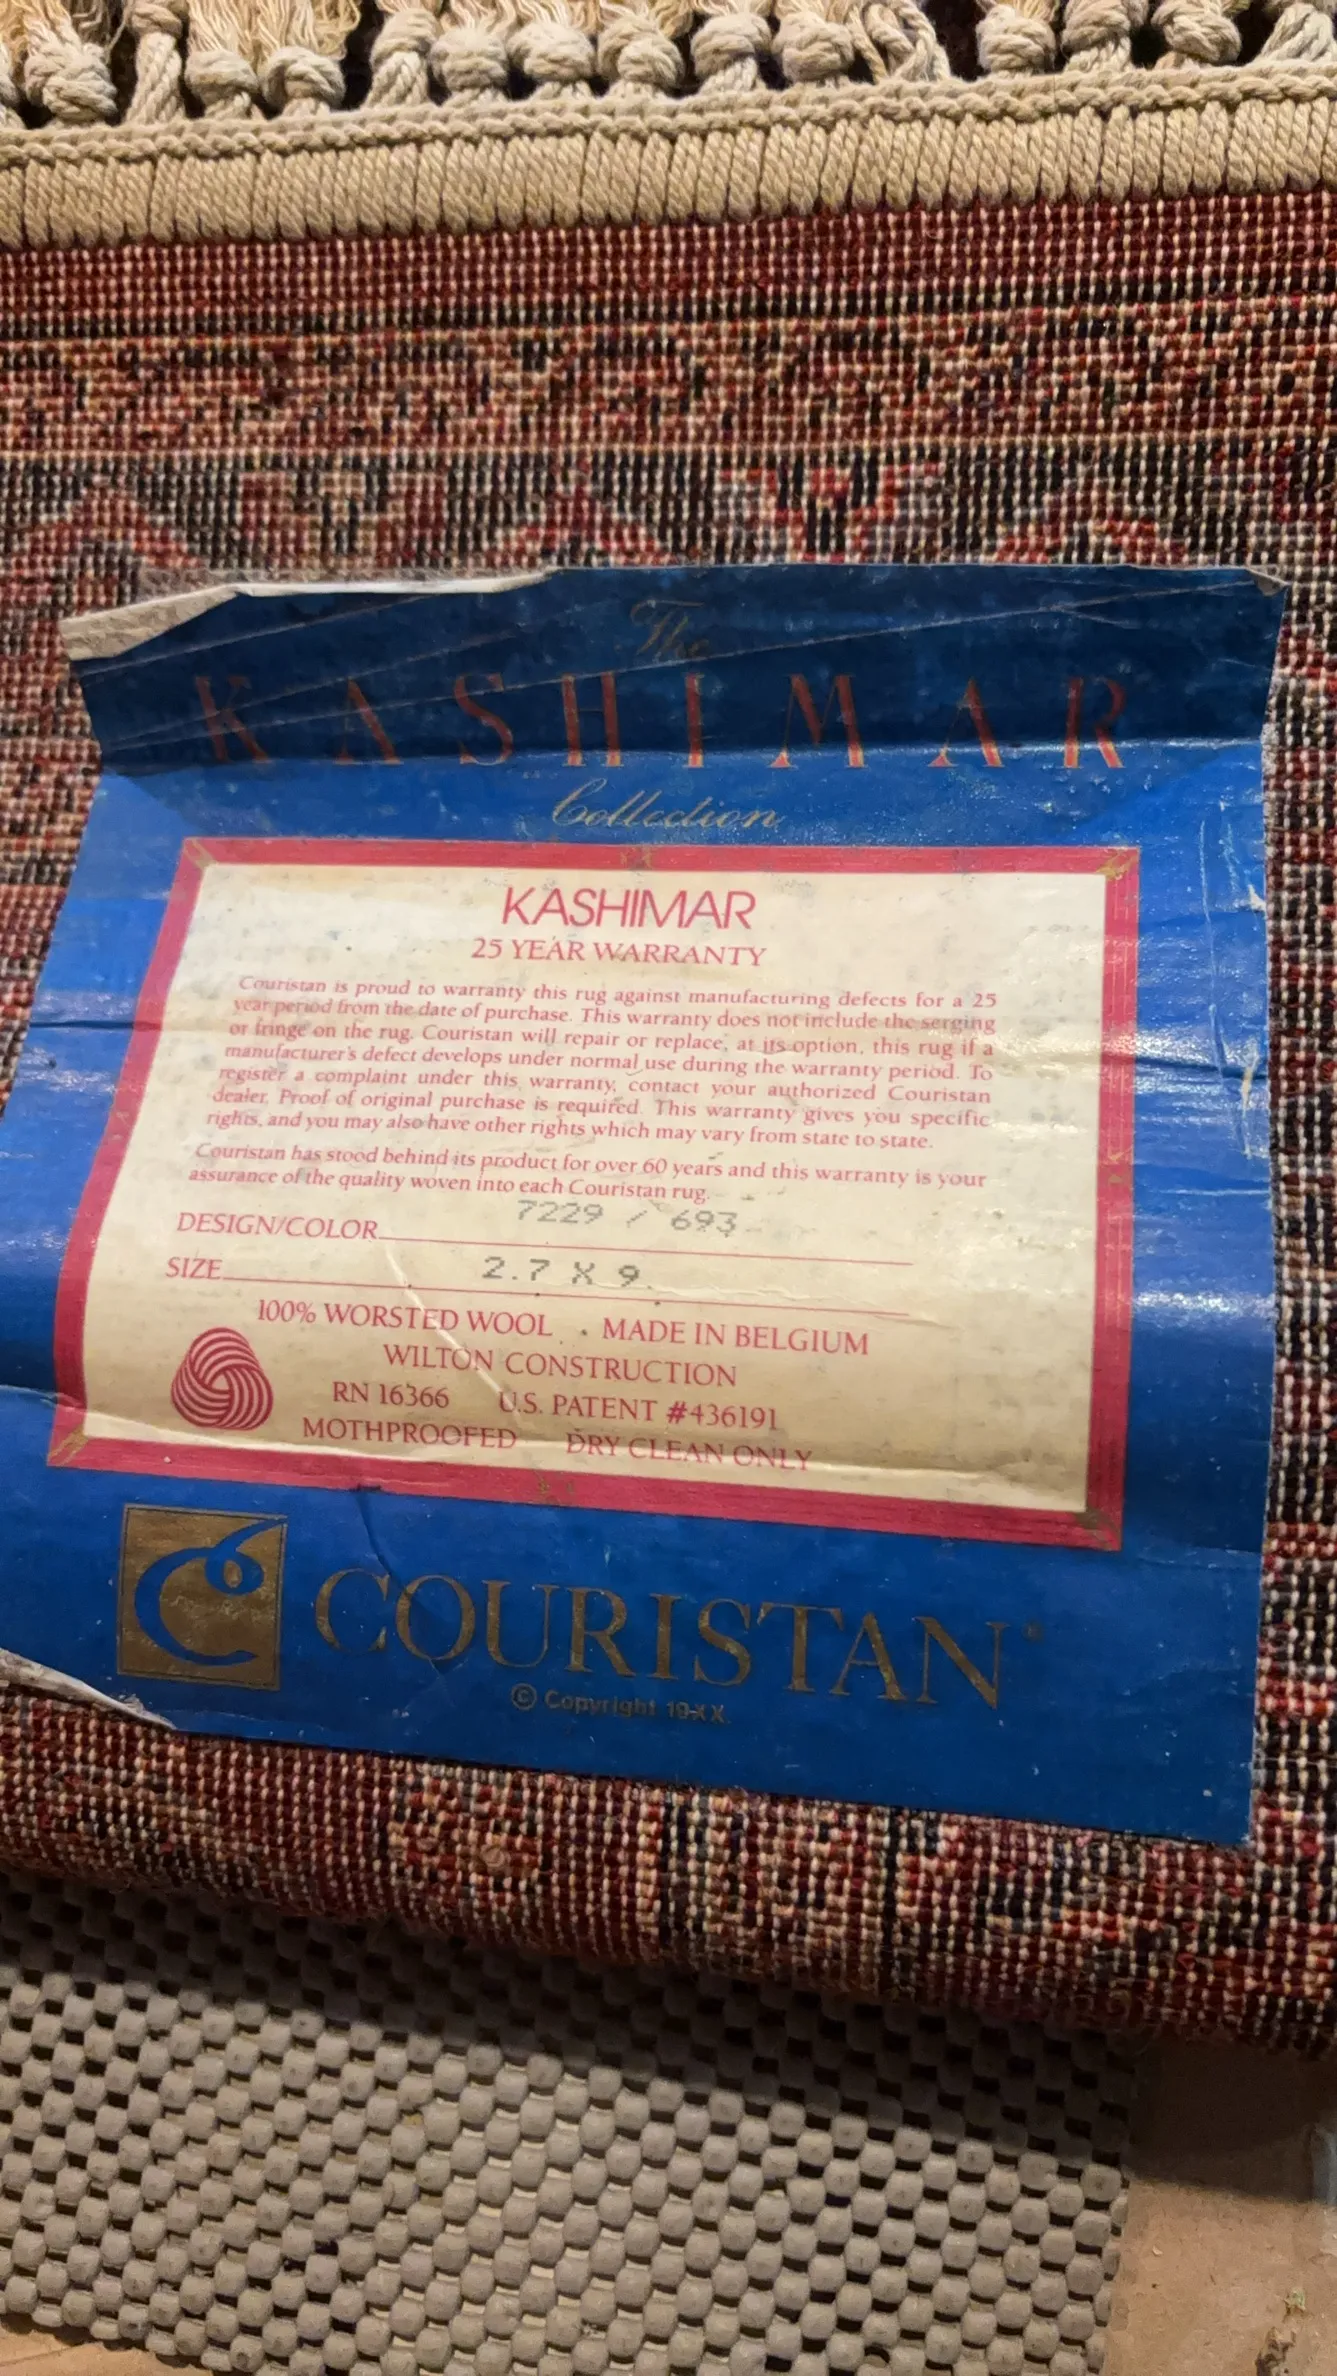 The
KASHIMAR
Collection
KASHIMAR
25 YEAR WARRANTY
Couristan is proud to warranty this rug against manufacturing defects for a 25
year period from the date of purchase. This warranty does not include the serging
or fringe on the rug. Couristan will repair or replace, at its option, this rug if a
manufacturer's defect develops under normal use during the warranty period. To
register a complaint under this warranty, contact your authorized Couristan
dealer. Proof of original purchase is required. This warranty gives you specific
rights, and you may also have other rights which may vary from state to state.
Couristan has stood behind its product for over 60 years and this warranty is your
assurance of the quality woven into each Couristan rug.
DESIGN/COLOR 7229 / 693
SIZE 2.7 X 9
100% WORSTED WOOL • MADE IN BELGIUM
WILTON CONSTRUCTION
RN 16366 U.S. PATENT #436191
MOTHPROOFED DRY CLEAN ONLY
COURISTAN®
© Copyright 19XX